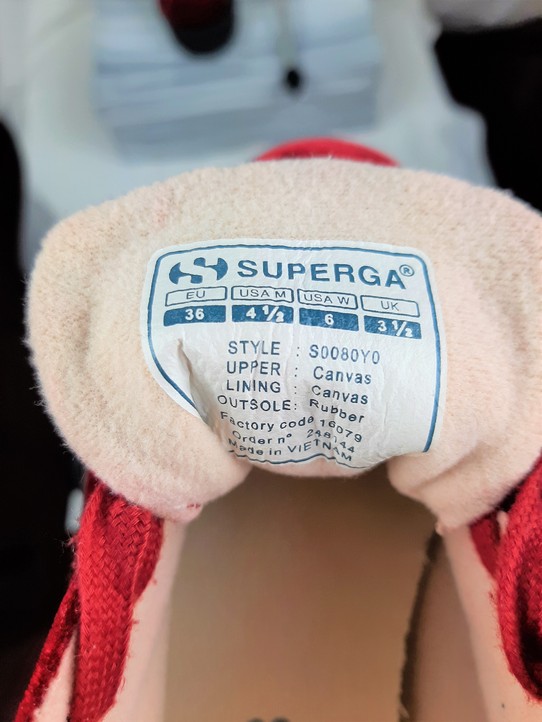 SUPERGA®
EU USA M USA W UK
36 4 ½ 6 3 ½
STYLE : S0080Y0
UPPER : Canvas
LINING : Canvas
OUTSOLE: Rubber
Factory code 16079
Order n°
Made in VIETNAM